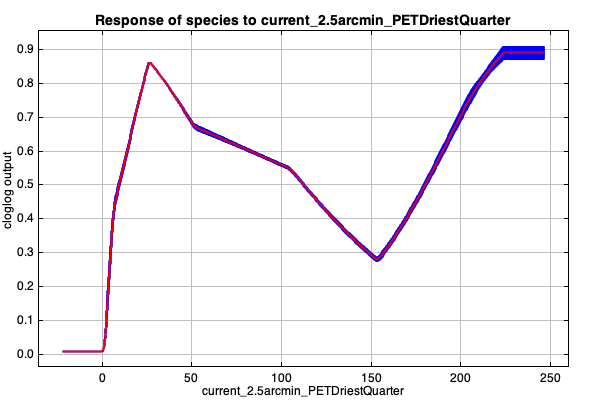 Response of species to current_2.5arcmin_PETDriestQuarter
cloglog output
0.9
0.8
0.7
0.6
0.5
0.4
0.3
0.2
0.1
0.0
0 50 100 150 200 250
current_2.5arcmin_PETDriestQuarter